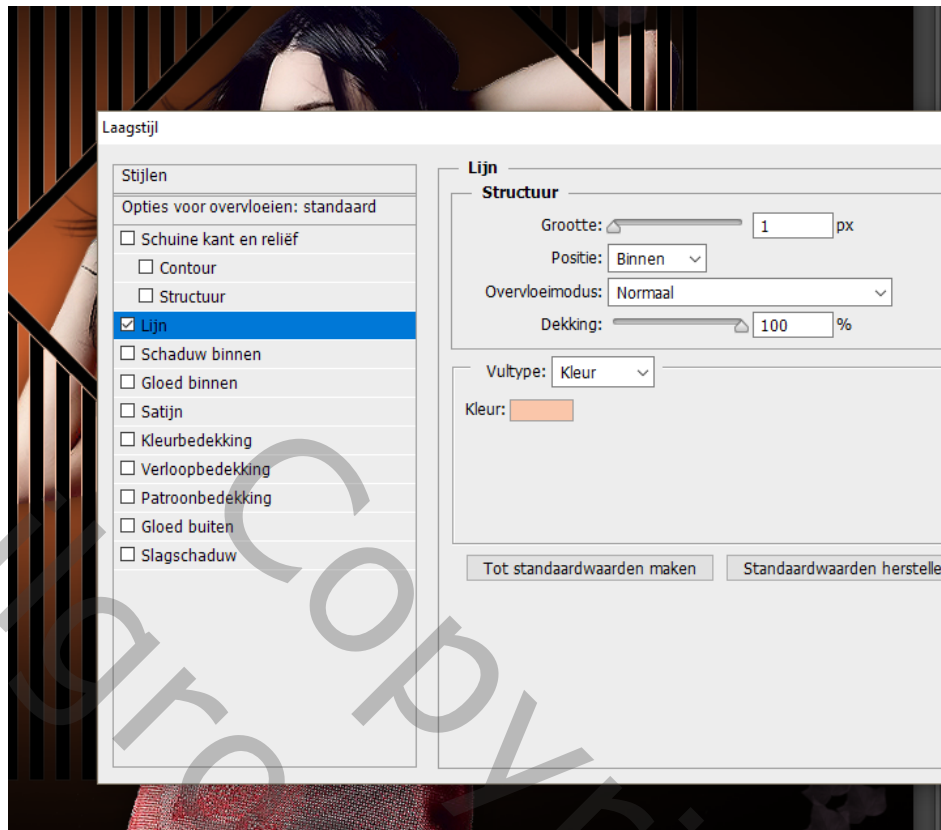 Laagstijl
Stijlen
Opties voor overvloeien: standaard
Schuine kant en reliëf
Contour
Structuur
Lijn
Schaduw binnen
Gloed binnen
Satijn
Kleurbedekking
Verloopbedekking
Patroonbedekking
Gloed buiten
Slagschaduw
Lijn
Structuur
Grootte: 1 px
Positie: Binnen
Overvloeimodus: Normaal
Dekking: 100 %
Vultype: Kleur
Kleur:
Tot standaardwaarden maken
Standaardwaarden herstelle